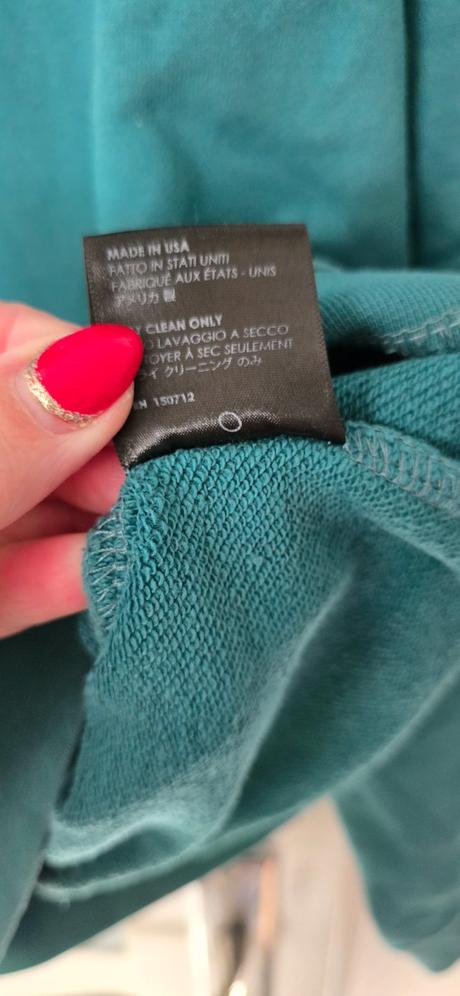 MADE IN USA
FATTO IN STATI UNITI
FABRIQUÉ AUX ÉTATS - UNIS
アメリカ製
CLEAN ONLY
LAVAGGIO A SECCO
À SEC SEULEMENT
クリーニング のみ
150712